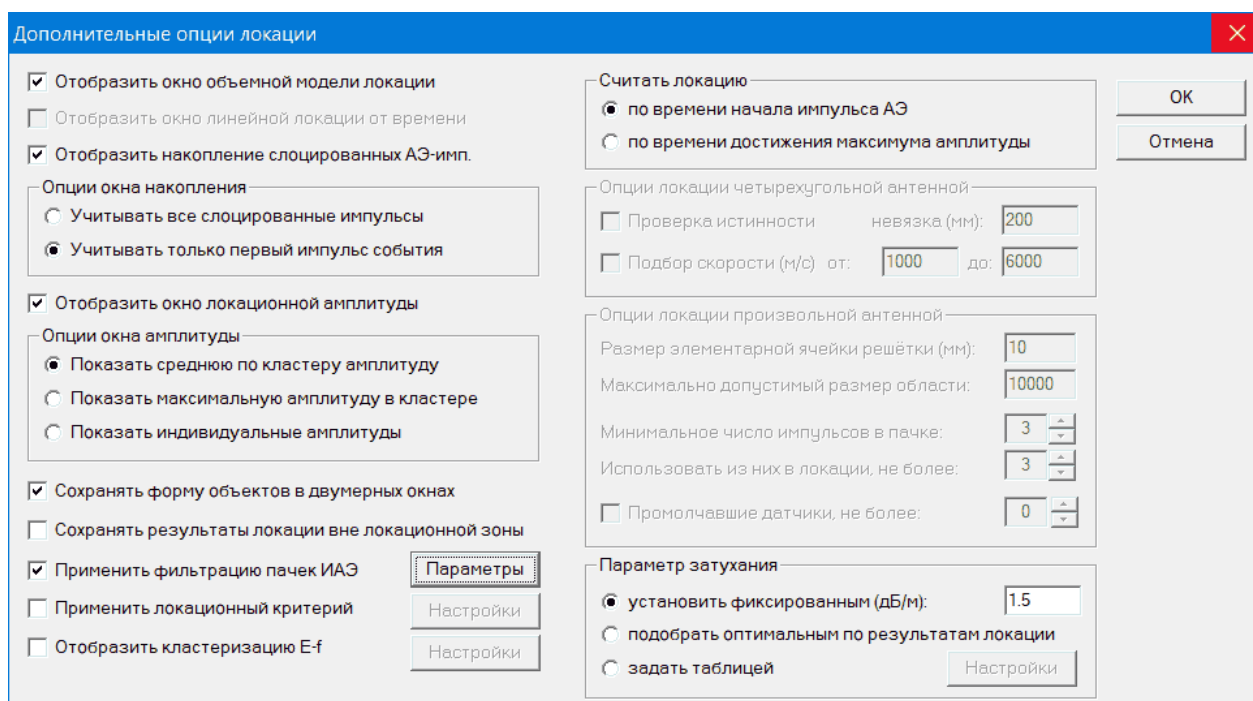 Дополнительные опции локации
Отобразить окно объемной модели локации
Отобразить окно линейной локации от времени
Отобразить накопление слоцированных АЭ-имп.
Опции окна накопления
Учитывать все слоцированные импульсы
Учитывать только первый импульс события
Отобразить окно локационной амплитуды
Опции окна амплитуды
Показать среднюю по кластеру амплитуду
Показать максимальную амплитуду в кластере
Показать индивидуальные амплитуды
Сохранять форму объектов в двумерных окнах
Сохранять результаты локации вне локационной зоны
Применить фильтрацию пачек ИАЭ Параметры
Применить локационный критерий Настройки
Отобразить кластеризацию E-f Настройки
Считать локацию
по времени начала импульса АЭ
по времени достижения максимума амплитуды
Опции локации четырехугольной антенной
Проверка истинности невязка (мм): 200
Подбор скорости (м/с) от: 1000 до: 6000
Опции локации произвольной антенной
Размер элементарной ячейки решётки (мм): 10
Максимально допустимый размер области: 10000
Минимальное число импульсов в пачке: 3
Использовать из них в локации, не более: 3
Промолчавшие датчики, не более: 0
Параметр затухания
установить фиксированным (дБ/м): 1.5
подобрать оптимальным по результатам локации
задать таблицей Настройки
OK
Отмена